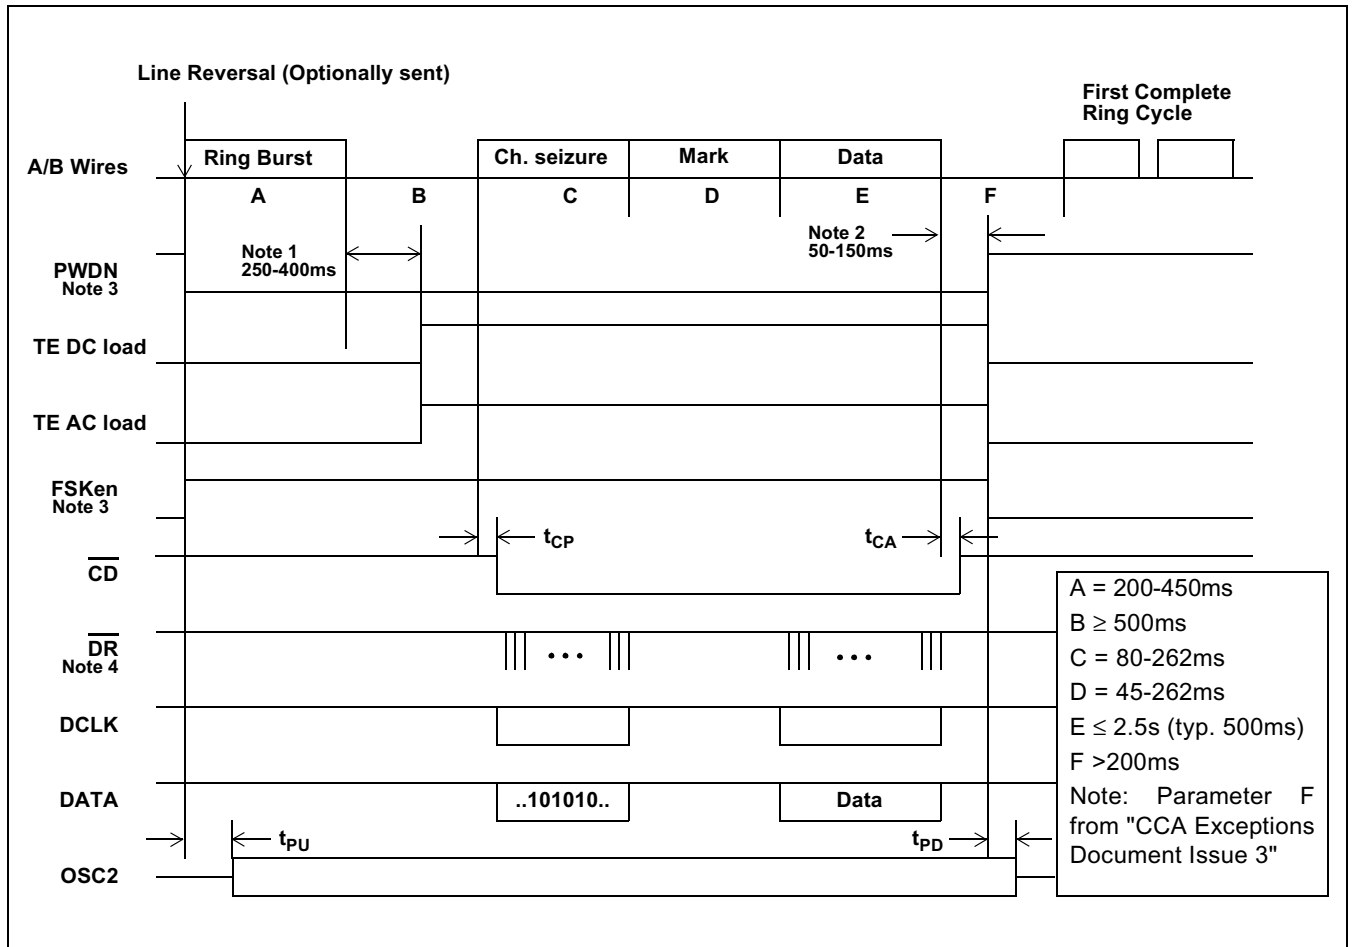 Line Reversal (Optionally sent)
First Complete
Ring Cycle
A/B Wires
Ring Burst
Ch. seizure
Mark
Data
A
B
C
D
E
F
Note 1
250-400ms
Note 2
50-150ms
PWDN
Note 3
TE DC load
TE AC load
FSKen
Note 3
tCP
tCA
CD
DR
Note 4
DCLK
DATA
..101010..
Data
tPU
tPD
OSC2
A = 200-450ms
B ≥ 500ms
C = 80-262ms
D = 45-262ms
E ≤ 2.5s (typ. 500ms)
F >200ms
Note: Parameter F
from "CCA Exceptions
Document Issue 3"